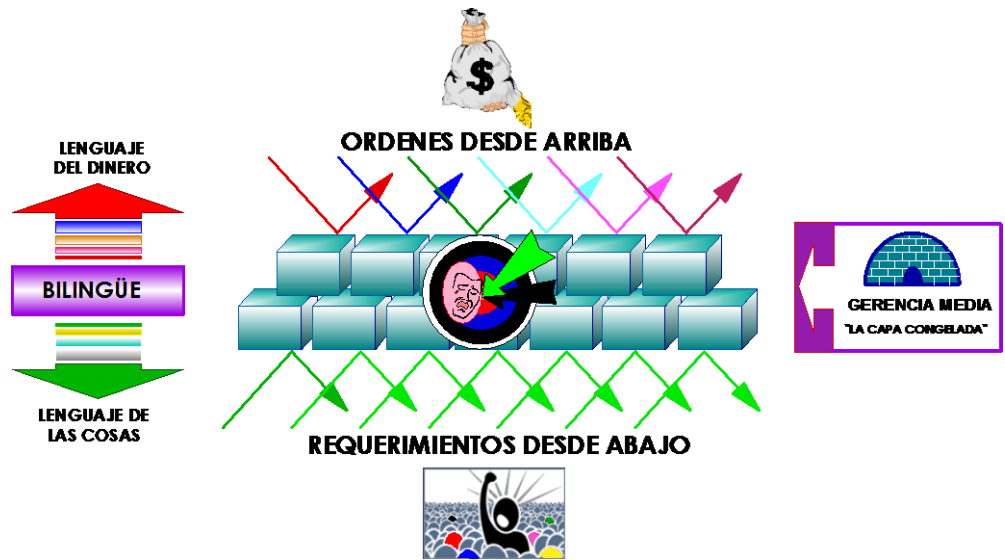 $
ORDENES DESDE ARRIBA
LENGUAJE
DEL DINERO
BILINGÜE
LENGUAJE DE
LAS COSAS
GERENCIA MEDIA
"LA CAPA CONGELADA"
REQUERIMIENTOS DESDE ABAJO